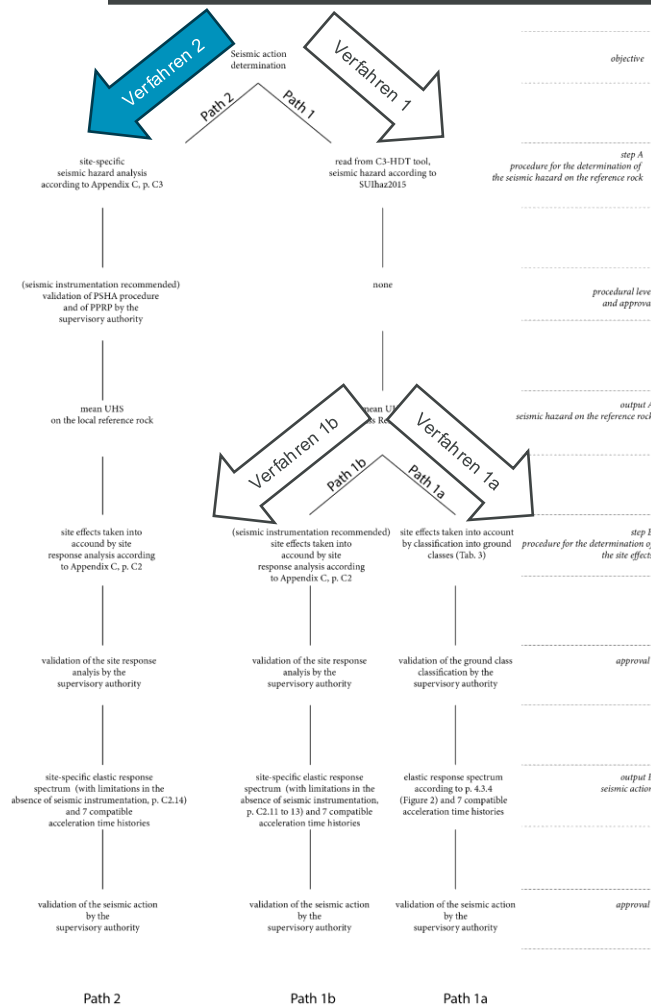 Verfahren 2
Verfahren 1
Seismic action
determination
objective
Path 2
Path 1
site-specific
seismic hazard analysis
according to Appendix C, p. C3
read from C3-HDT tool,
seismic hazard according to
SUIhaz2015
step A
procedure for the determination of
the seismic hazard on the reference rock
(seismic instrumentation recommended)
validation of PSHA procedure
and of PPRP by the
supervisory authority
none
procedural leve
and approva
mean UHS
on the local reference rock
output A
seismic hazard on the reference rock
Verfahren 1b
Verfahren 1a
Path 1b
Path 1a
site effects taken into
accound by site
response analysis according
to Appendix C, p. C2
(seismic instrumentation recommended)
site effects taken into
accound by site
response analysis according
to Appendix C, p. C2
site effects taken into account
by classification into ground
classes (Tab. 3)
step B
procedure for the determination of
the site effects
validation of the site response
analyis by the
supervisory authority
validation of the site response
analyis by the
supervisory authority
validation of the ground class
classification by the
supervisory authority
approval
site-specific elastic response
spectrum (with limitations in the
absence of seismic instrumentation, p. C2.14)
and 7 compatible
acceleration time histories
site-specific elastic response
spectrum (with limitations in the
absence of seismic instrumentation,
p. C2.11 to 13) and 7 compatible
acceleration time histories
elastic response spectrum
according to p. 4.3.4
(Figure 2) and 7 compatible
acceleration time histories
output
seismic action
validation of the seismic action
by the
supervisory authority
validation of the seismic action
by the
supervisory authority
validation of the seismic action
by the
supervisory authority
approval
Path 2
Path 1b
Path 1a